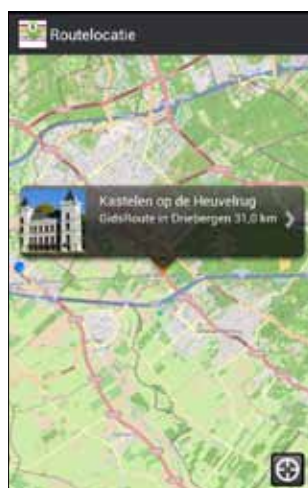 Routelocatie
Kastelen op de Heuvelrug
GidsRoute in Driebergen 31,0 km